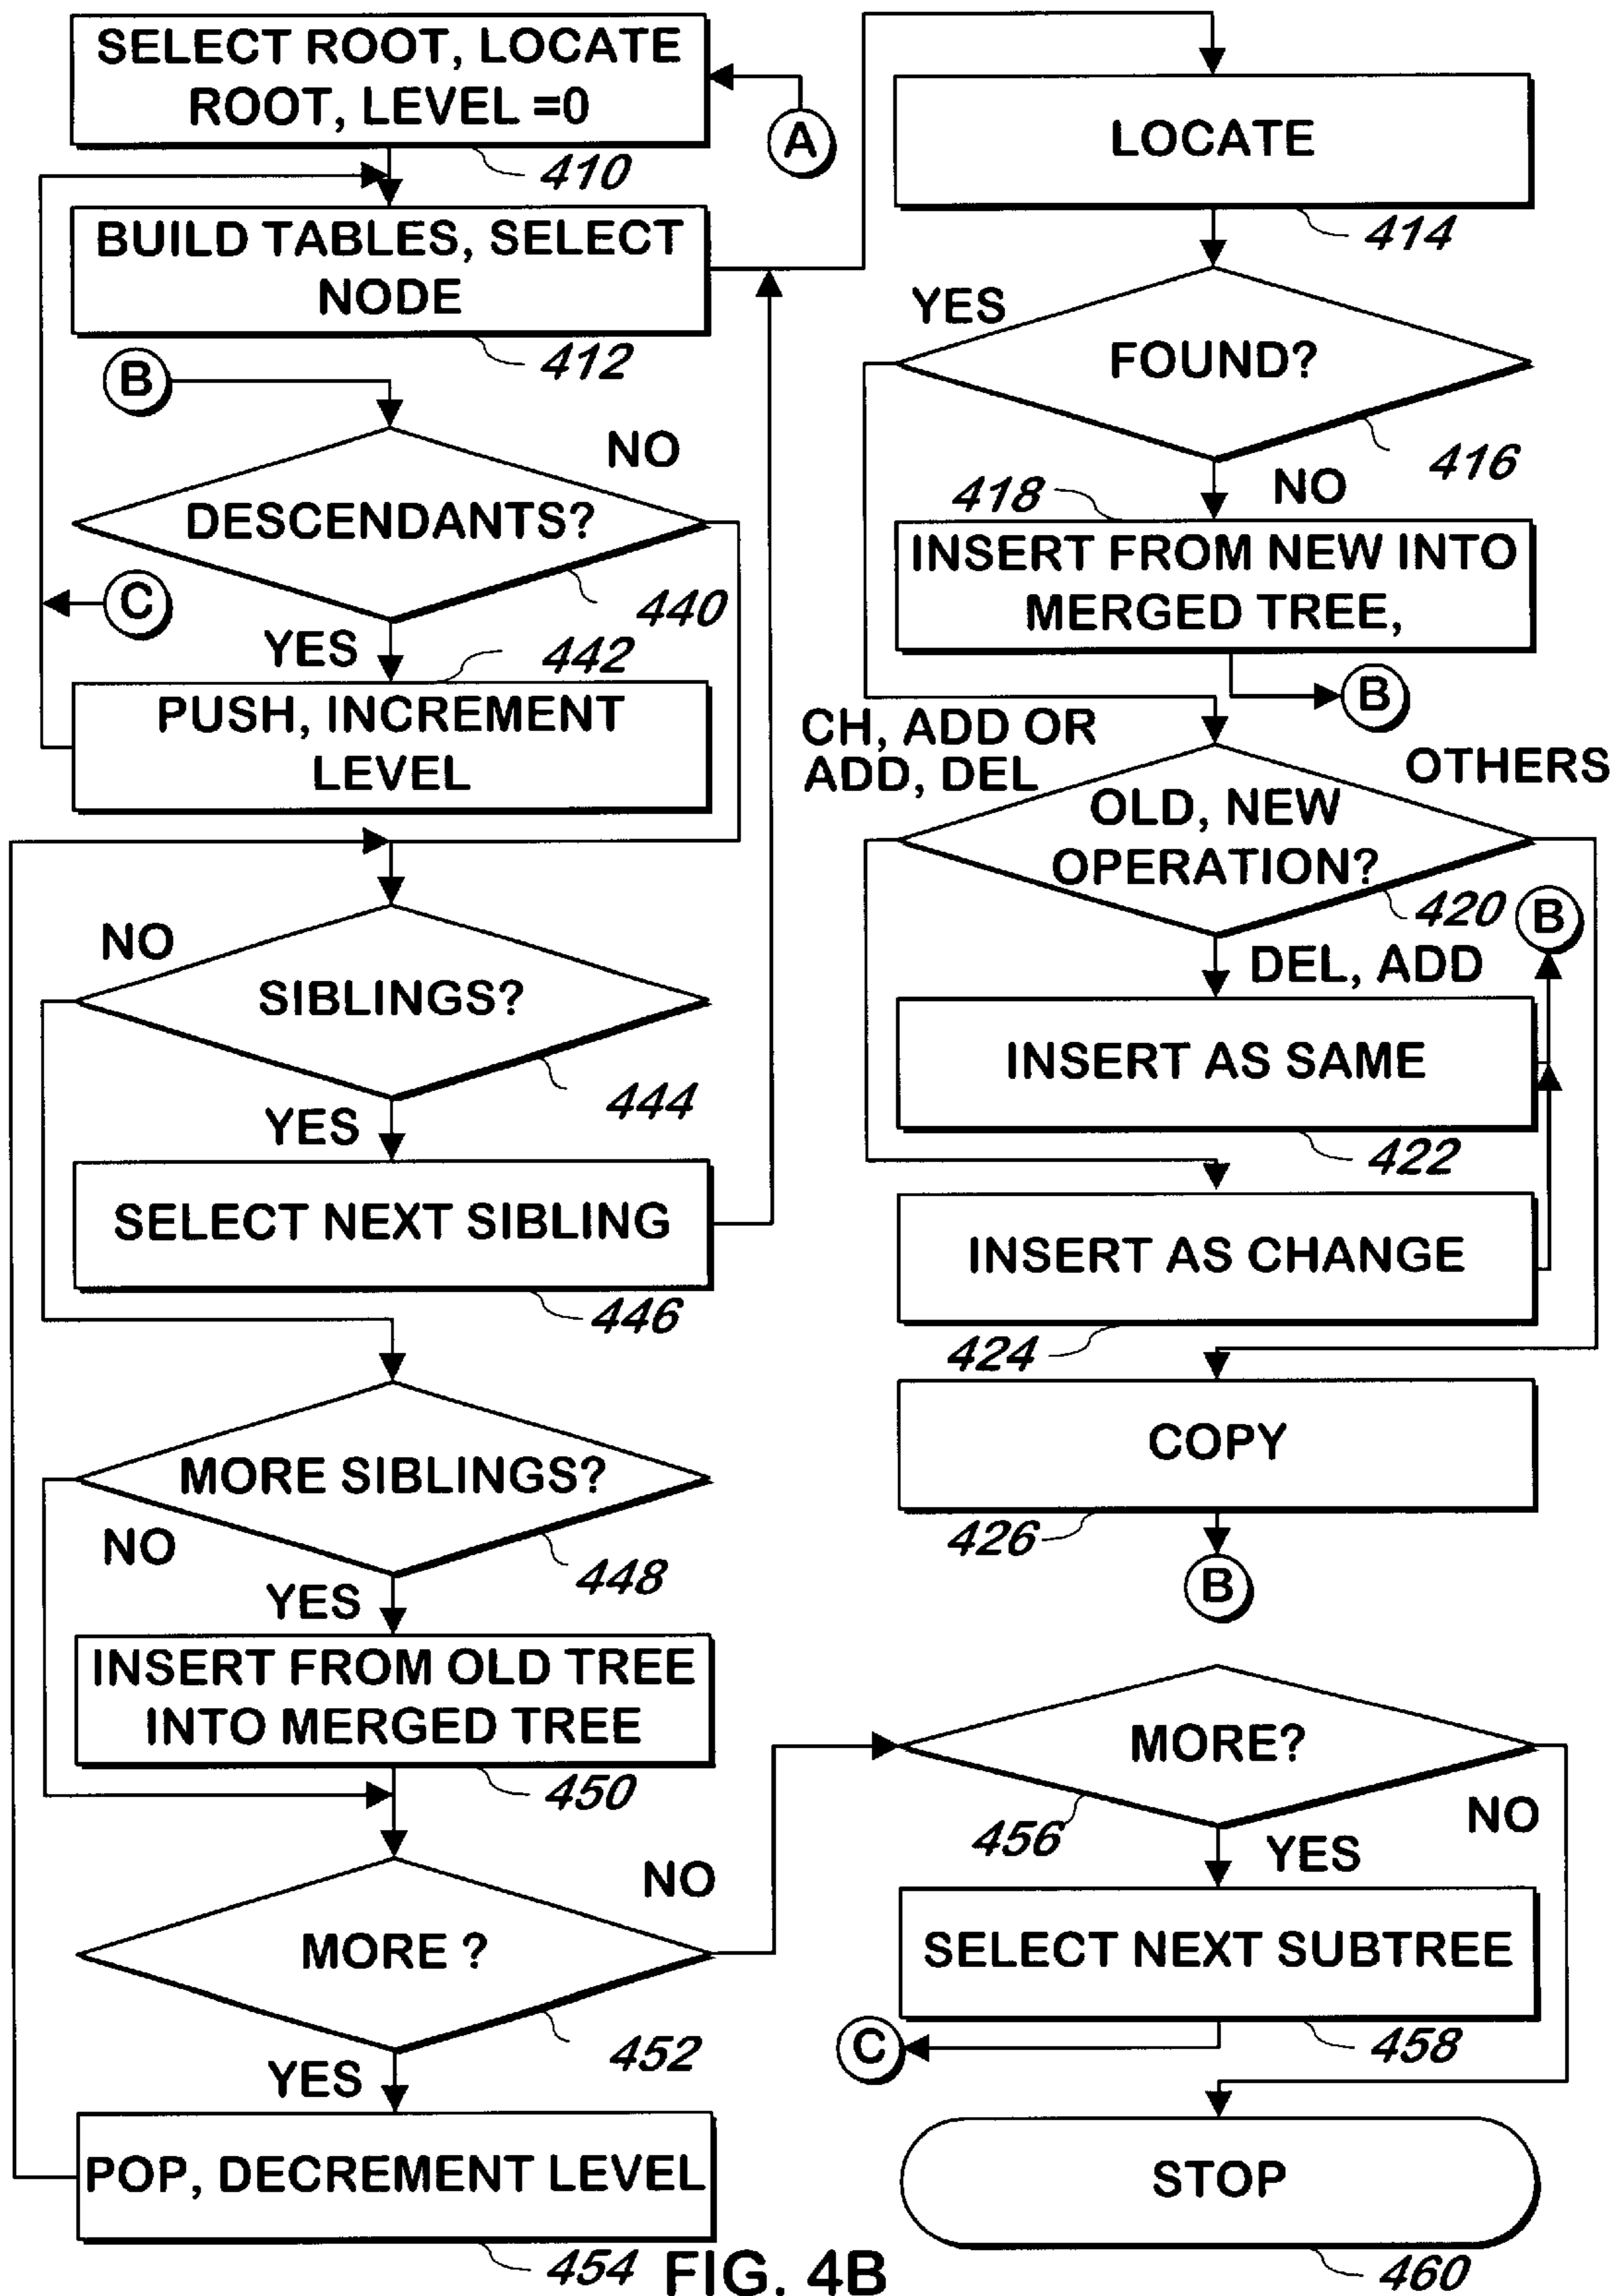 SELECT ROOT, LOCATE
ROOT, LEVEL =0
410
A
BUILD TABLES, SELECT
NODE
412
B
DESCENDANTS?
NO
440
C
YES
442
PUSH, INCREMENT
LEVEL
NO
SIBLINGS?
444
YES
SELECT NEXT SIBLING
446
MORE SIBLINGS?
NO
448
YES
INSERT FROM OLD TREE
INTO MERGED TREE
450
NO
MORE ?
452
YES
POP, DECREMENT LEVEL
454
LOCATE
414
YES
FOUND?
416
NO
418
INSERT FROM NEW INTO
MERGED TREE,
B
CH, ADD OR
ADD, DEL
OTHERS
OLD, NEW
OPERATION?
420
B
DEL, ADD
INSERT AS SAME
422
INSERT AS CHANGE
424
COPY
426
B
MORE?
456
NO
YES
SELECT NEXT SUBTREE
C
458
STOP
460
FIG. 4B